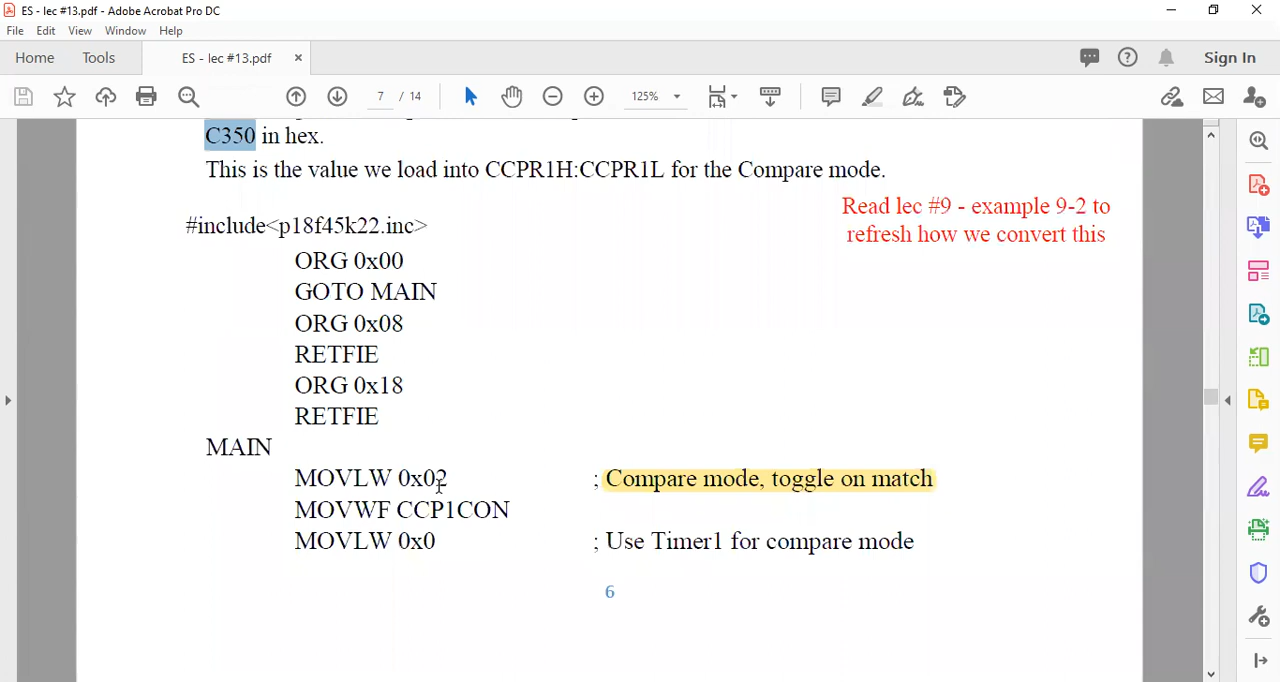 ES - lec #13.pdf - Adobe Acrobat Pro DC
File Edit View Window Help
Home Tools ES - lec #13.pdf × Sign In
7 / 14 125%
C350 in hex.
This is the value we load into CCPR1H:CCPR1L for the Compare mode.
Read lec #9 - example 9-2 to
refresh how we convert this
#include<p18f45k22.inc>
ORG 0x00
GOTO MAIN
ORG 0x08
RETFIE
ORG 0x18
RETFIE
MAIN
MOVLW 0x02 ; Compare mode, toggle on match
MOVWF CCP1CON
MOVLW 0x0 ; Use Timer1 for compare mode
6